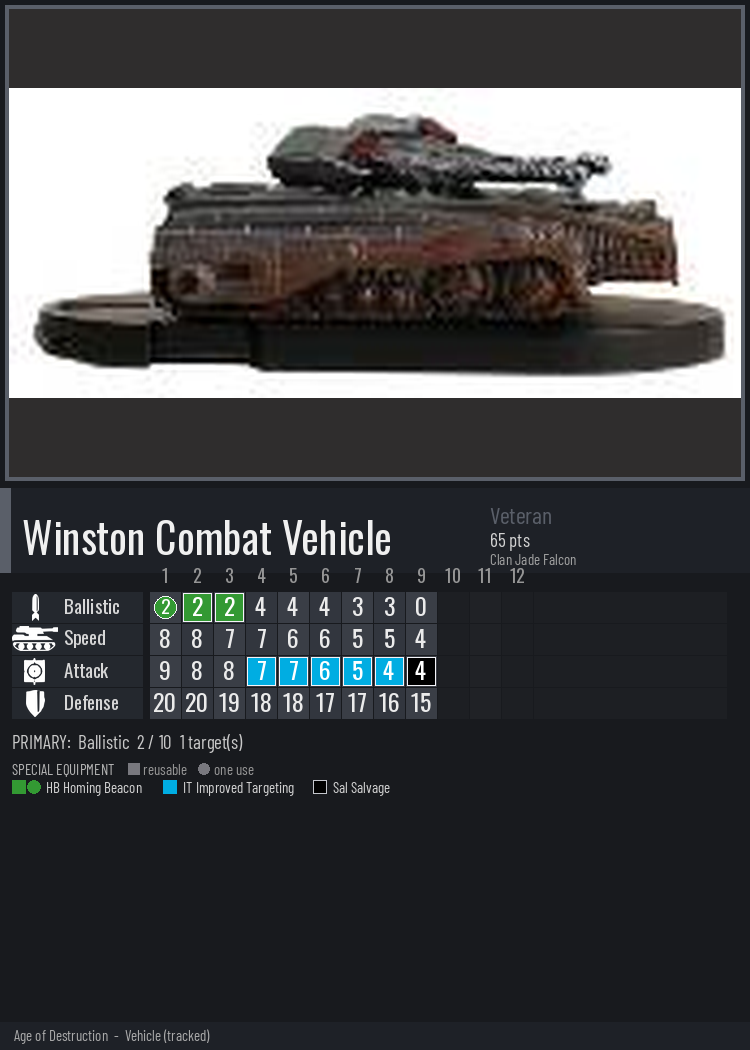 Winston Combat Vehicle
Veteran
65 pts
Clan Jade Falcon
1 2 3 4 5 6 7 8 9 10 11 12
Ballistic 2 2 2 4 4 4 3 3 0
Speed 8 8 7 7 6 6 5 5 4
Attack 9 8 8 7 7 6 5 4 4
Defense 20 20 19 18 18 17 17 16 15
PRIMARY: Ballistic 2 / 10 1 target(s)
SPECIAL EQUIPMENT reusable one use
HB Homing Beacon IT Improved Targeting Sal Salvage
Age of Destruction - Vehicle (tracked)